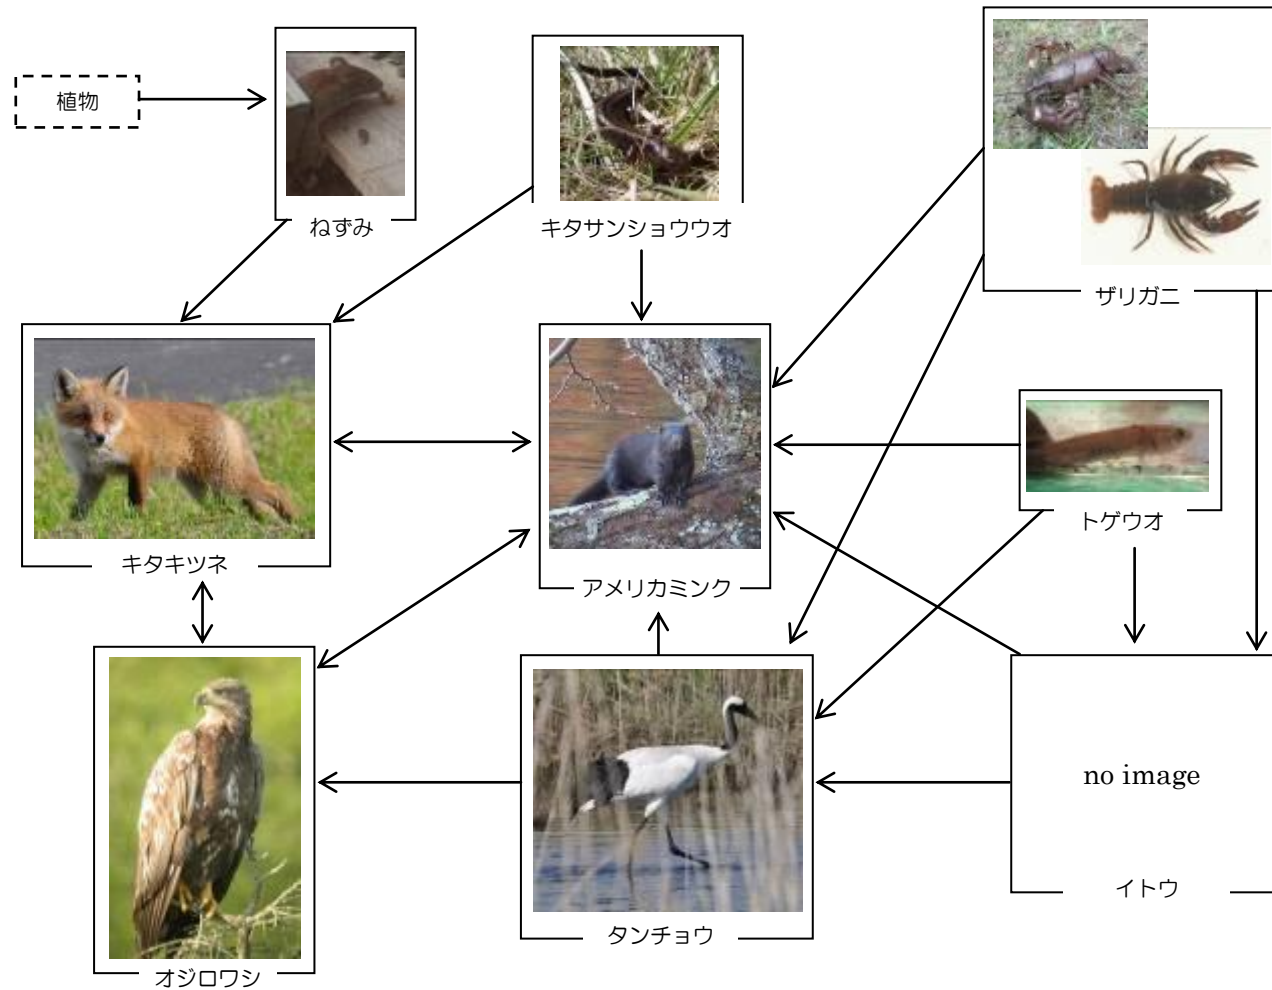 植物
ねずみ
キタサンショウウオ
ザリガニ
トゲウオ
キタキツネ
アメリカミンク
no image
イトウ
タンチョウ
オジロワシ